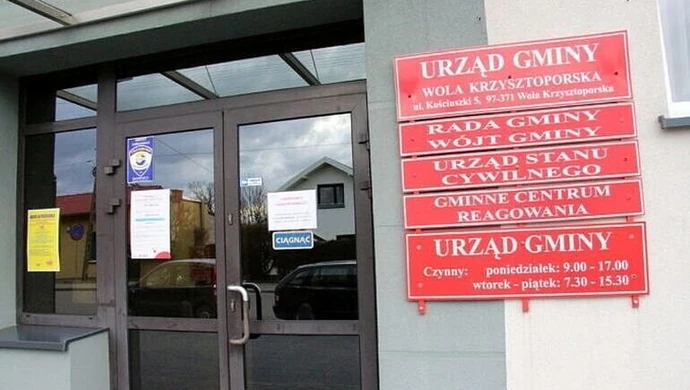 URZĄD GMINY
WOLA KRZYSZTOPORSKA
ul. Kościuszki 5, 97-371 Wola Krzysztoporska
RADA GMINY
WÓJT GMINY
URZĄD STANU
CYWILNEGO
GMINNE CENTRUM
REAGOWANIA
URZĄD GMINY
Czynny: poniedziałek: 9.00 - 17.00
wtorek - piątek: 7.30 - 15.30
CIĄGNĄĆ